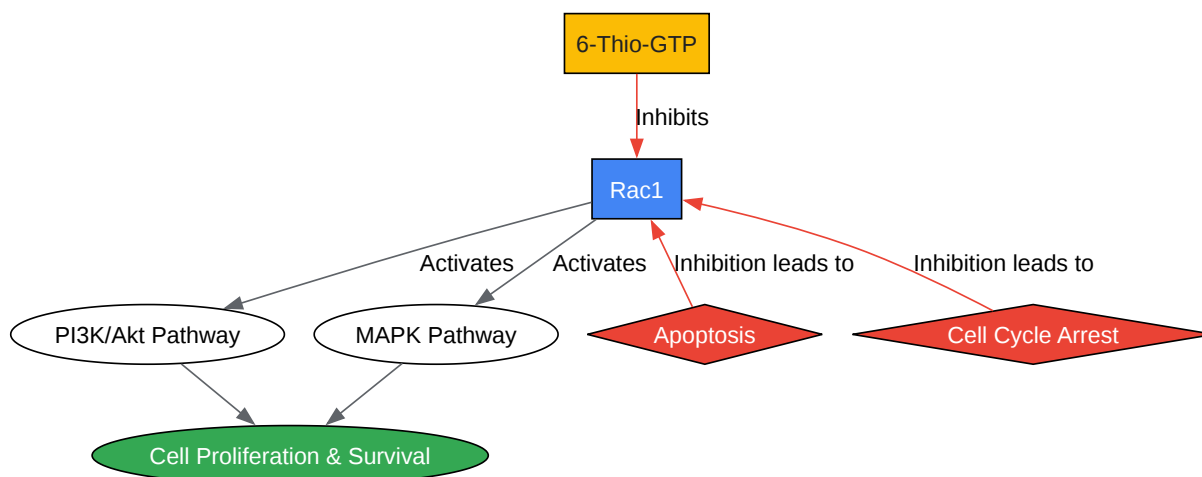 6-Thio-GTP
Inhibits
Rac1
Activates
Activates
Inhibition leads to
Inhibition leads to
PI3K/Akt Pathway
MAPK Pathway
Apoptosis
Cell Cycle Arrest
Cell Proliferation & Survival